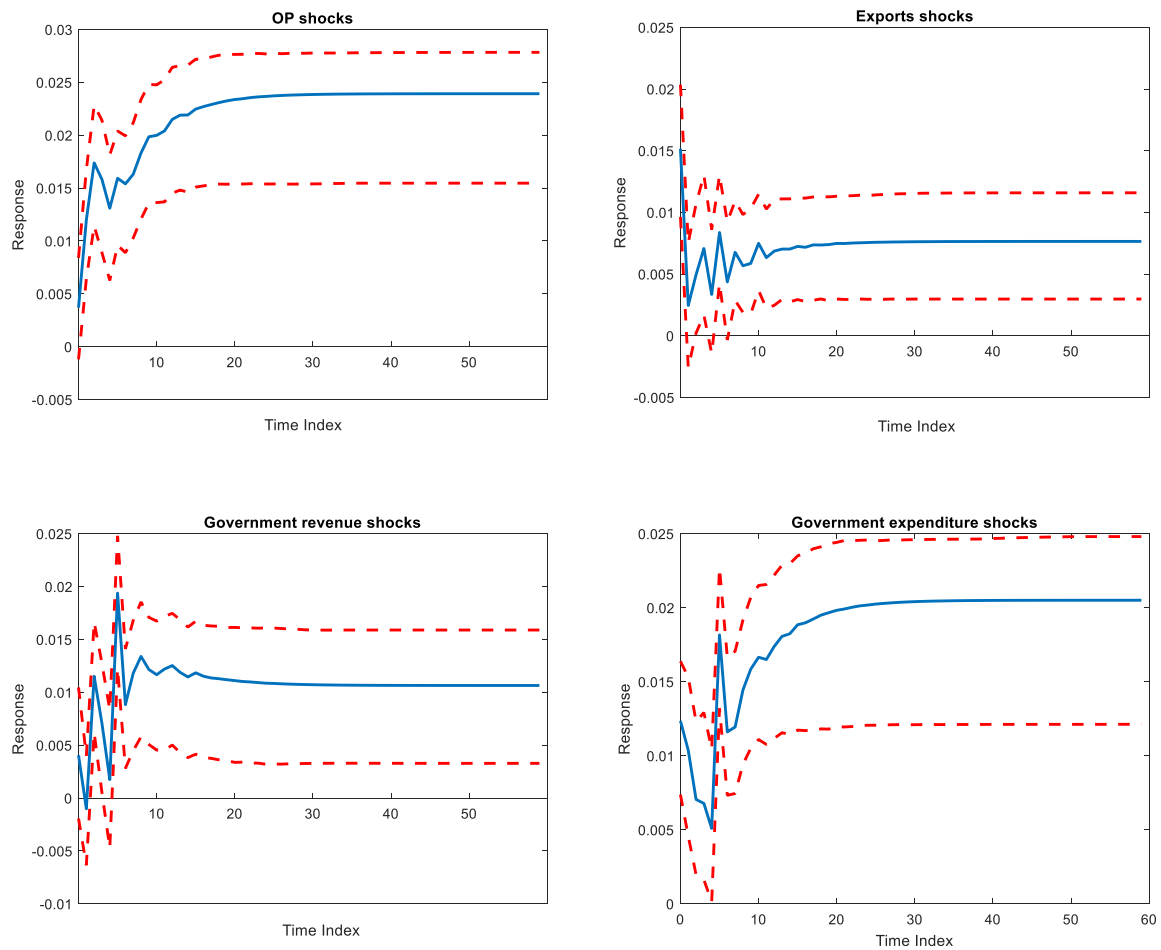 OP shocks
0.03
0.025
0.02
0.015
0.01
0.005
0
-0.005
10 20 30 40 50
Response
Time Index
Exports shocks
0.025
0.02
0.015
0.01
0.005
0
-0.005
10 20 30 40 50
Response
Time Index
Government revenue shocks
0.025
0.02
0.015
0.01
0.005
0
-0.005
-0.01
10 20 30 40 50
Response
Time Index
Government expenditure shocks
0.025
0.02
0.015
0.01
0.005
0
0 10 20 30 40 50 60
Response
Time Index